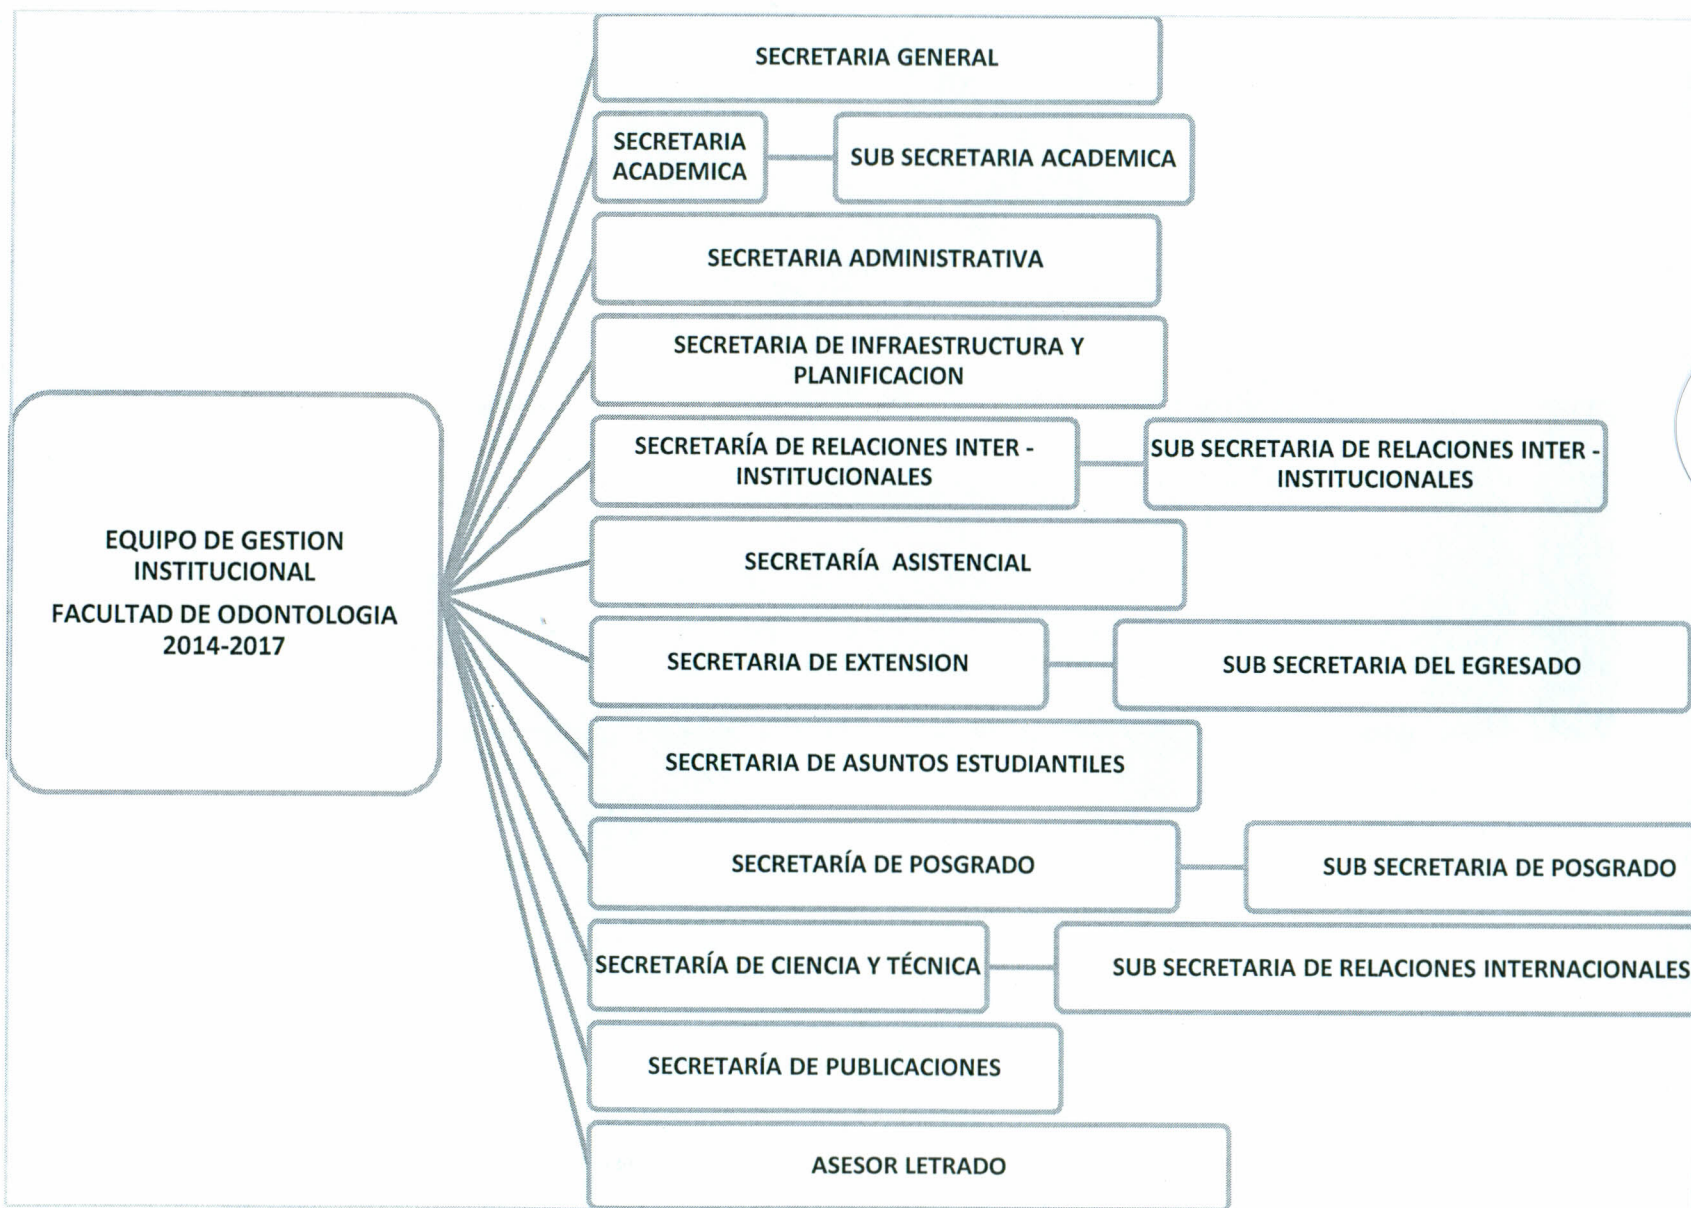 SECRETARIA GENERAL
SECRETARIA
ACADEMICA
SUB SECRETARIA ACADEMICA
SECRETARIA ADMINISTRATIVA
SECRETARIA DE INFRAESTRUCTURA Y
PLANIFICACION
SECRETARÍA DE RELACIONES INTER -
INSTITUCIONALES
SUB SECRETARIA DE RELACIONES INTER -
INSTITUCIONALES
EQUIPO DE GESTION
INSTITUCIONAL
FACULTAD DE ODONTOLOGIA
2014-2017
SECRETARÍA ASISTENCIAL
SECRETARIA DE EXTENSION
SUB SECRETARIA DEL EGRESADO
SECRETARIA DE ASUNTOS ESTUDIANTILES
SECRETARÍA DE POSGRADO
SUB SECRETARIA DE POSGRADO
SECRETARÍA DE CIENCIA Y TÉCNICA
SUB SECRETARIA DE RELACIONES INTERNACIONALES
SECRETARÍA DE PUBLICACIONES
ASESOR LETRADO